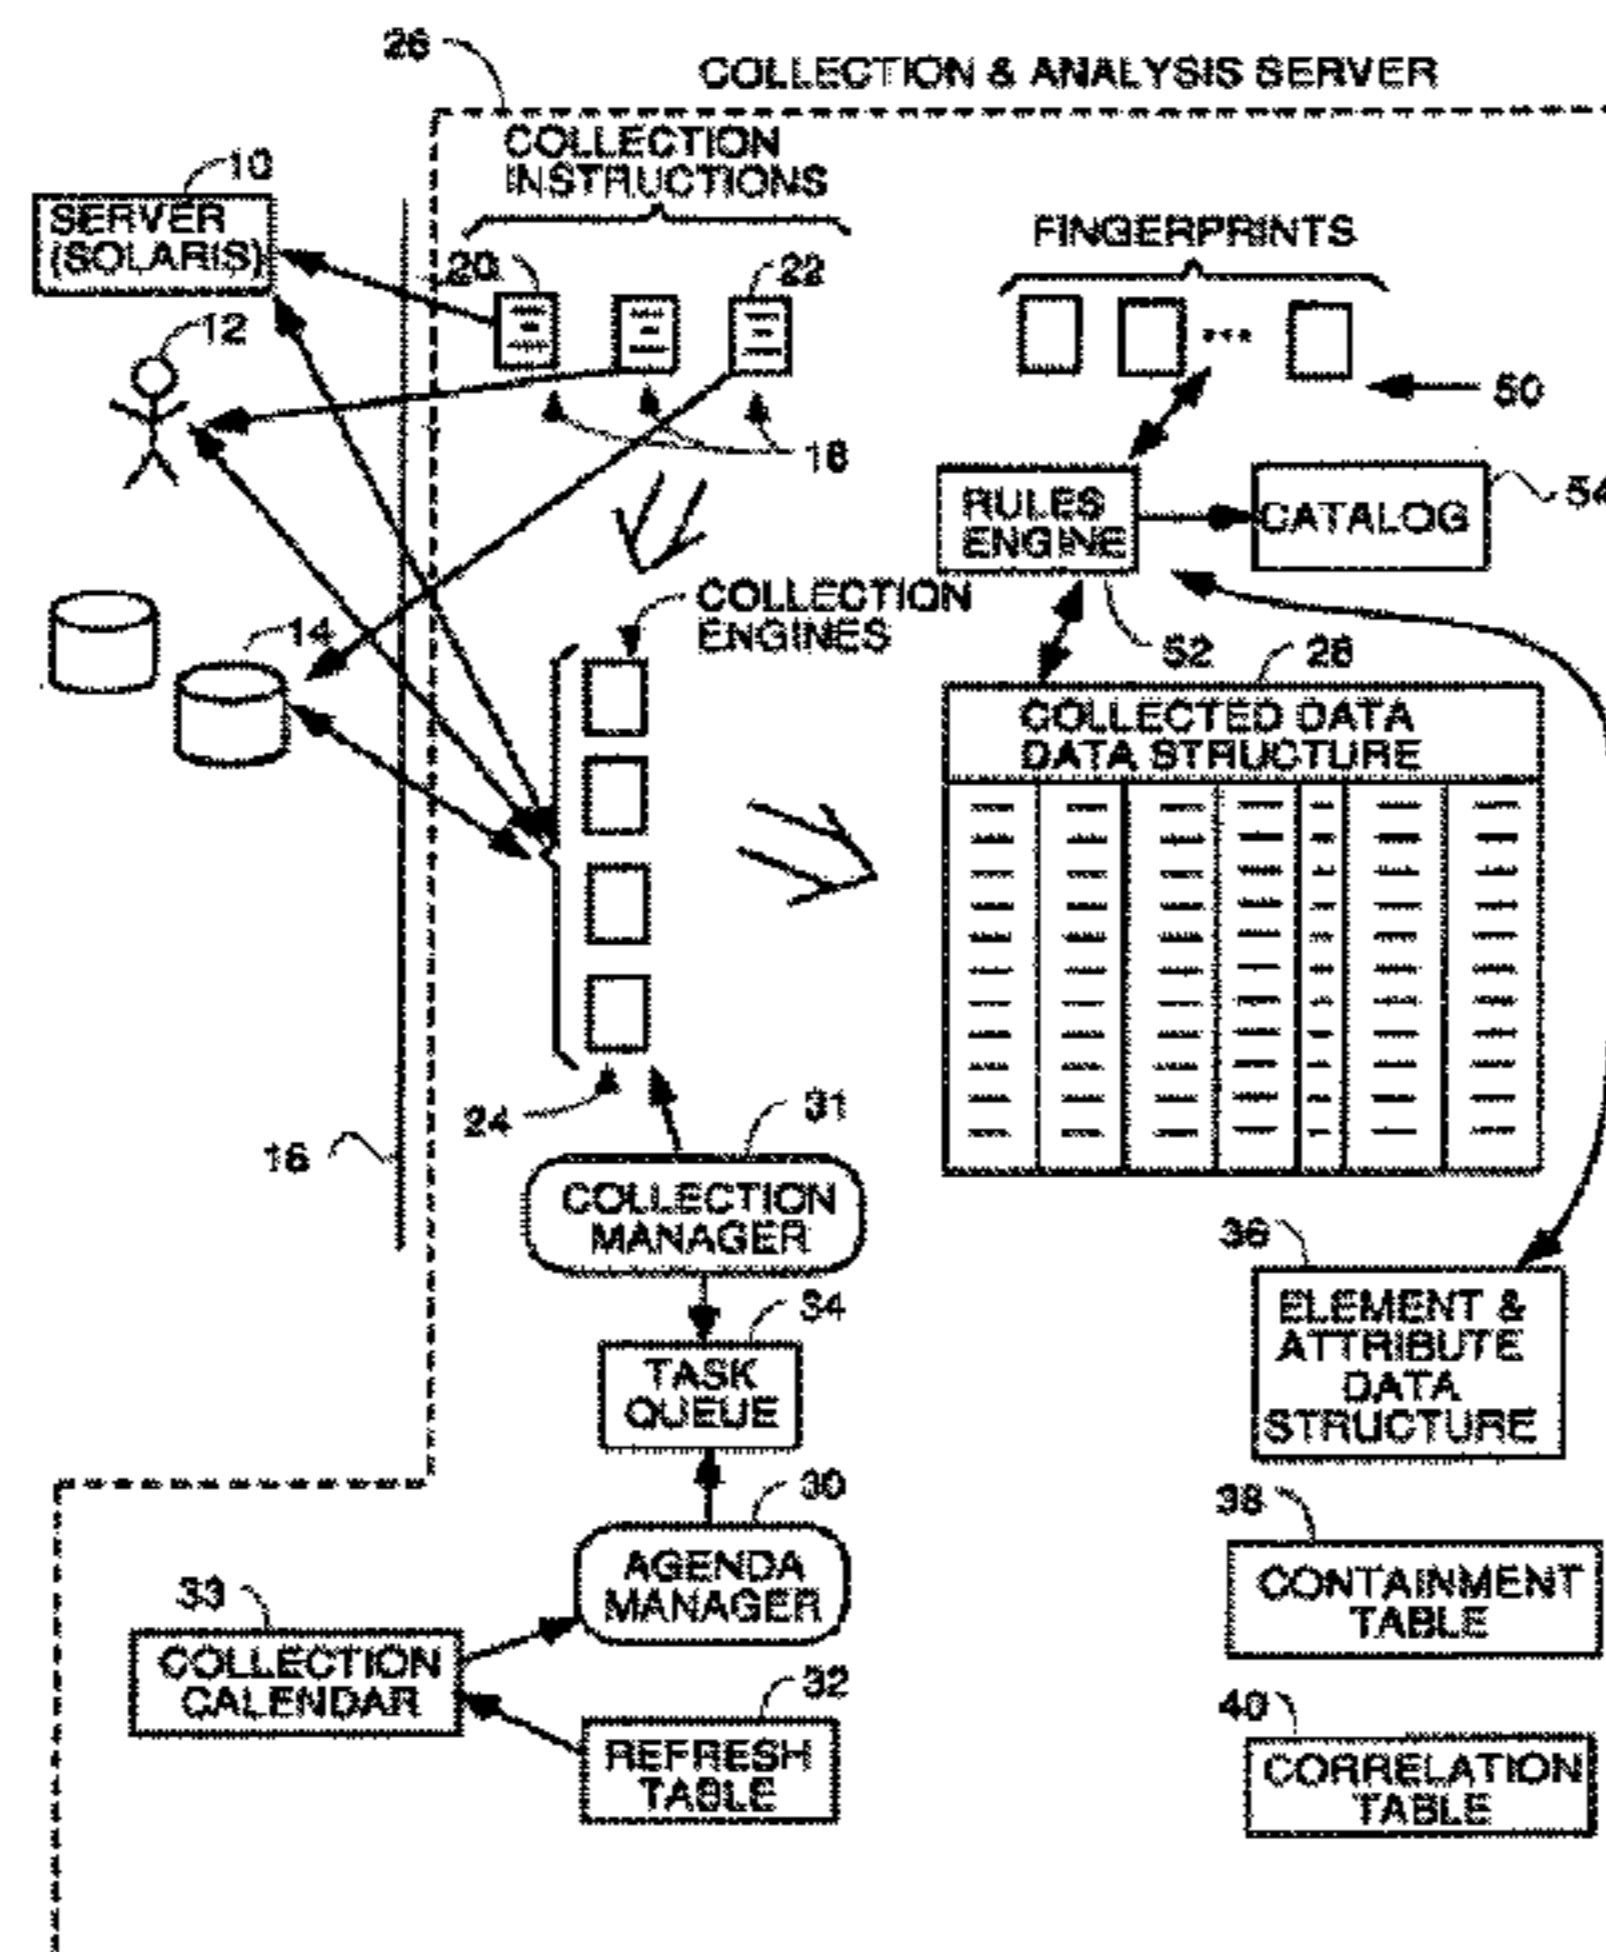 26
COLLECTION & ANALYSIS SERVER
COLLECTION
INSTRUCTIONS
10
SERVER
(SOLARIS)
FINGERPRINTS
20
22
12
50
18
RULES
ENGINE
CATALOG
54
COLLECTION
ENGINES
14
52
28
COLLECTED DATA
DATA STRUCTURE
24
31
16
COLLECTION
MANAGER
36
34
ELEMENT &
ATTRIBUTE
DATA
STRUCTURE
TASK
QUEUE
30
38
AGENDA
MANAGER
CONTAINMENT
TABLE
33
COLLECTION
CALENDAR
32
40
REFRESH
TABLE
CORRELATION
TABLE